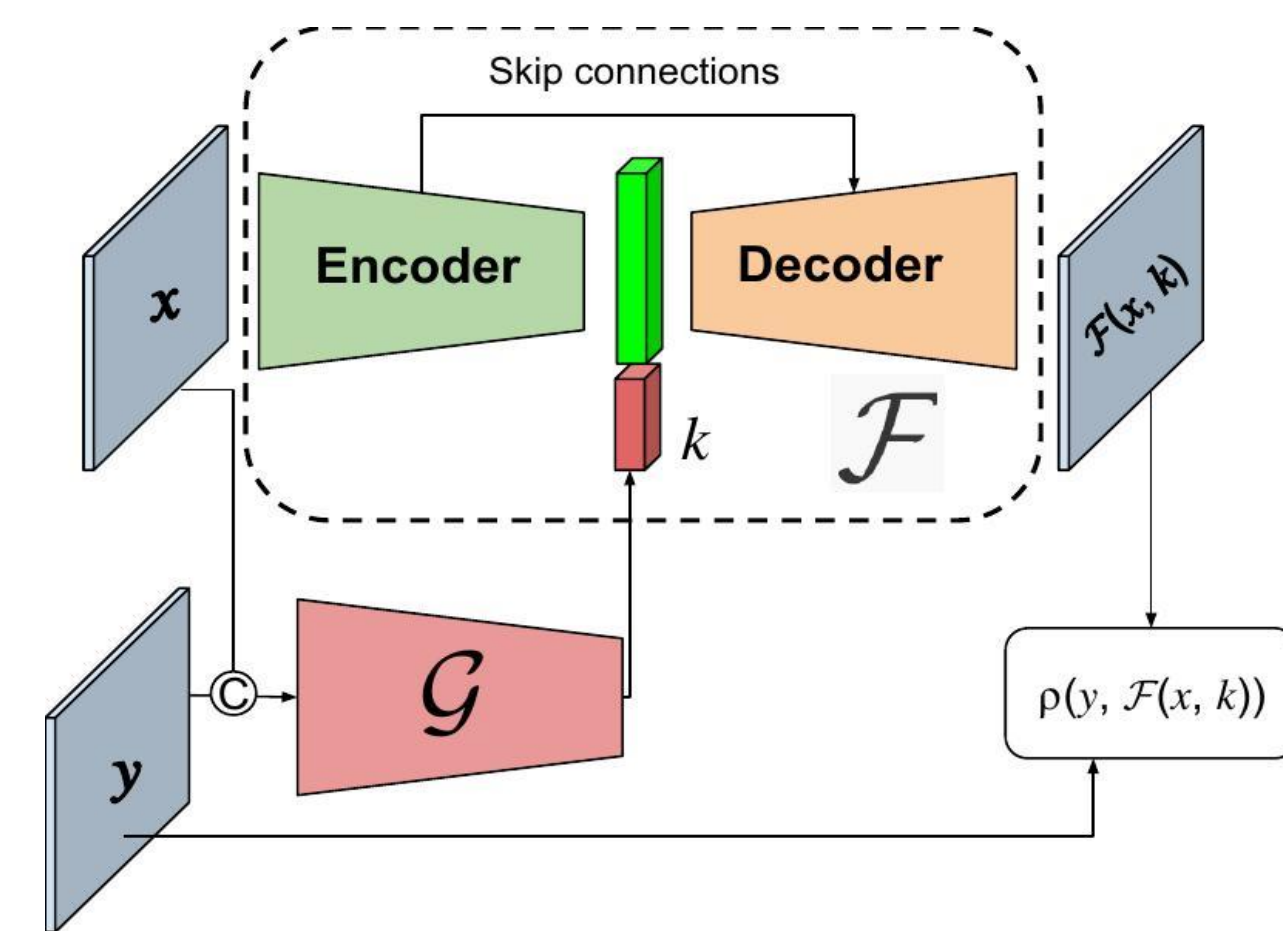 Skip connections
Encoder
Decoder
x
ℱ(x, k)
k
ℱ
C
𝒢
y
ρ(y, ℱ(x, k))